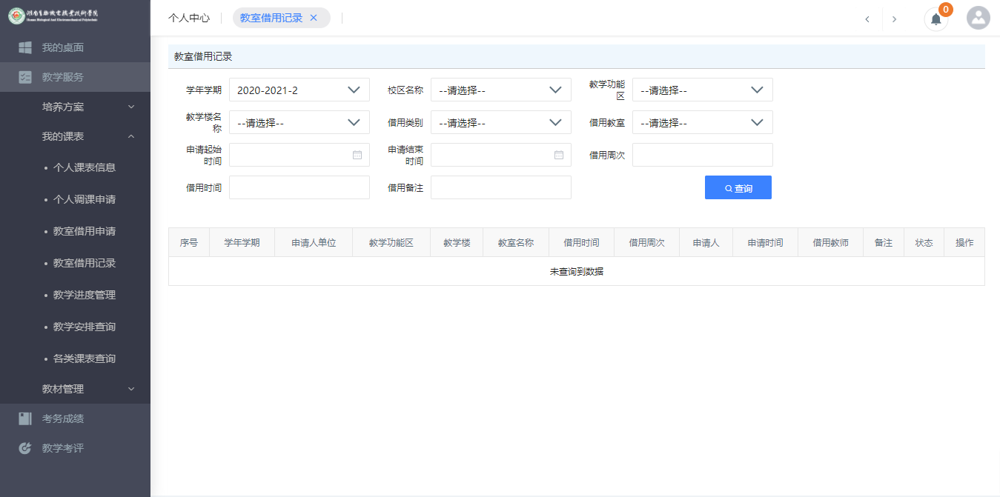 湖南生物机电职业技术学院
Hunan Biological And Electromechanical Polytechnic
我的桌面
教学服务
培养方案
我的课表
• 个人课表信息
• 个人调课申请
• 教室借用申请
• 教室借用记录
• 教学进度管理
• 教学安排查询
• 各类课表查询
教材管理
考务成绩
教学考评
个人中心 教室借用记录 × 0
教室借用记录
学年学期 2020-2021-2 校区名称 --请选择-- 教学功能区 --请选择--
教学楼名称 --请选择-- 借用类别 --请选择-- 借用教室 --请选择--
申请起始时间 申请结束时间 借用周次
借用时间 借用备注 查询
序号 学年学期 申请人单位 教学功能区 教学楼 教室名称 借用时间 借用周次 申请人 申请时间 借用教师 备注 状态 操作
未查询到数据